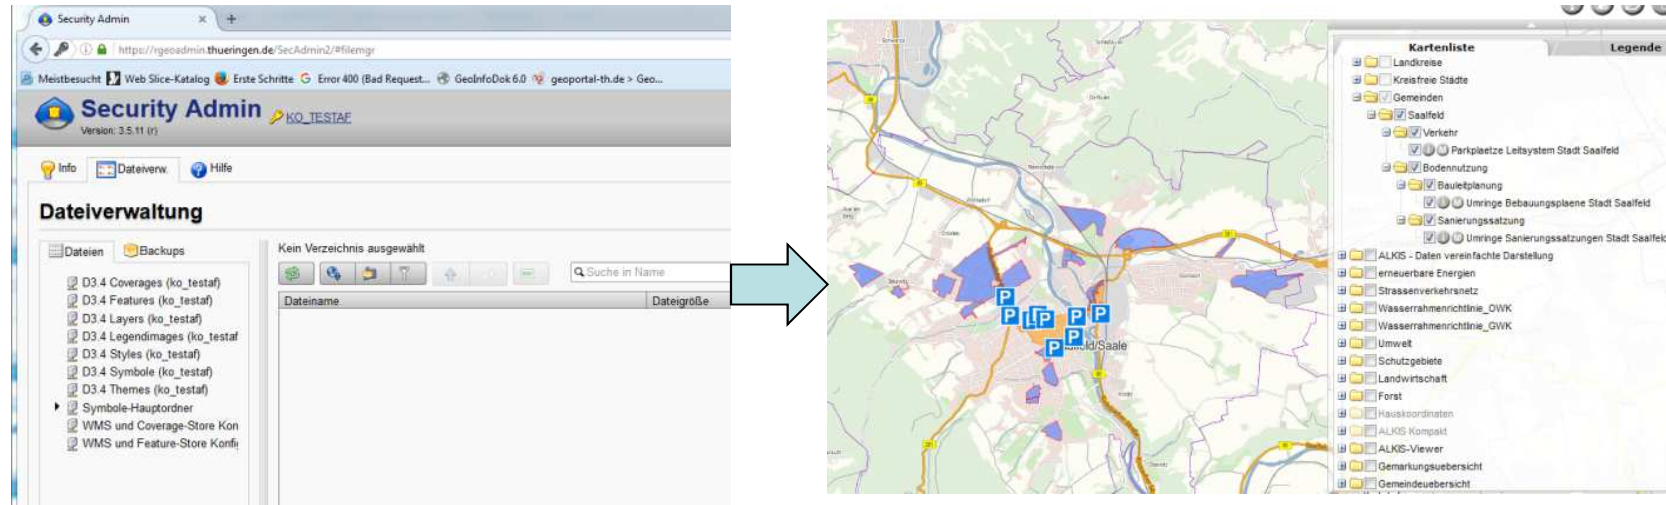 Security Admin
https://rgeoadmin.thueringen.de/SecAdmin2/#filemgr
Meistbesucht Web Slice-Katalog Erste Schritte Error 400 (Bad Request... GeoInfoDok 6.0 geoportal-th.de > Geo...
Security Admin KO_TESTAF
Version: 3.5.11 (r)
Info Dateiverw. Hilfe
Dateiverwaltung
Dateien Backups
D3.4 Coverages (ko_testaf)
D3.4 Features (ko_testaf)
D3.4 Layers (ko_testaf)
D3.4 Legendimages (ko_testaf
D3.4 Styles (ko_testaf)
D3.4 Symbole (ko_testaf)
D3.4 Themes (ko_testaf)
Symbole-Hauptordner
WMS und Coverage-Store Kon
WMS und Feature-Store Konfi
Kein Verzeichnis ausgewählt
Suche in Name
Dateiname Dateigröße
P
P
P
P
P
P
P
feld/Saale
Kartenliste Legende
Landkreise
Kreisfreie Städte
Gemeinden
Saalfeld
Verkehr
Parkplaetze Leitsystem Stadt Saalfeld
Bodennutzung
Bauleitplanung
Umringe Bebauungsplaene Stadt Saalfeld
Sanierungssatzung
Umringe Sanierungssatzungen Stadt Saalfeld
ALKIS - Daten vereinfachte Darstellung
erneuerbare Energien
Strassenverkehrsnetz
Wasserrahmenrichtlinie_OWK
Wasserrahmenrichtlinie_GWK
Umwelt
Schutzgebiete
Landwirtschaft
Forst
Hauskoordinaten
ALKIS-Kompakt
ALKIS-Viewer
Gemarkungsuebersicht
Gemeindeuebersicht